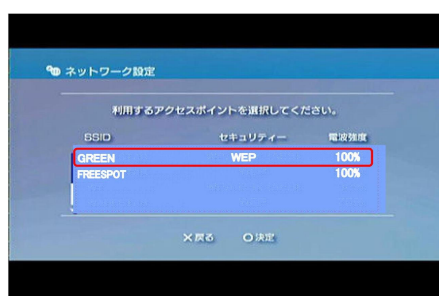 ネットワーク設定
利用するアクセスポイントを選択してください。
SSID セキュリティー 電波強度
GREEN WEP 100%
FREESPOT 100%
×戻る ○決定